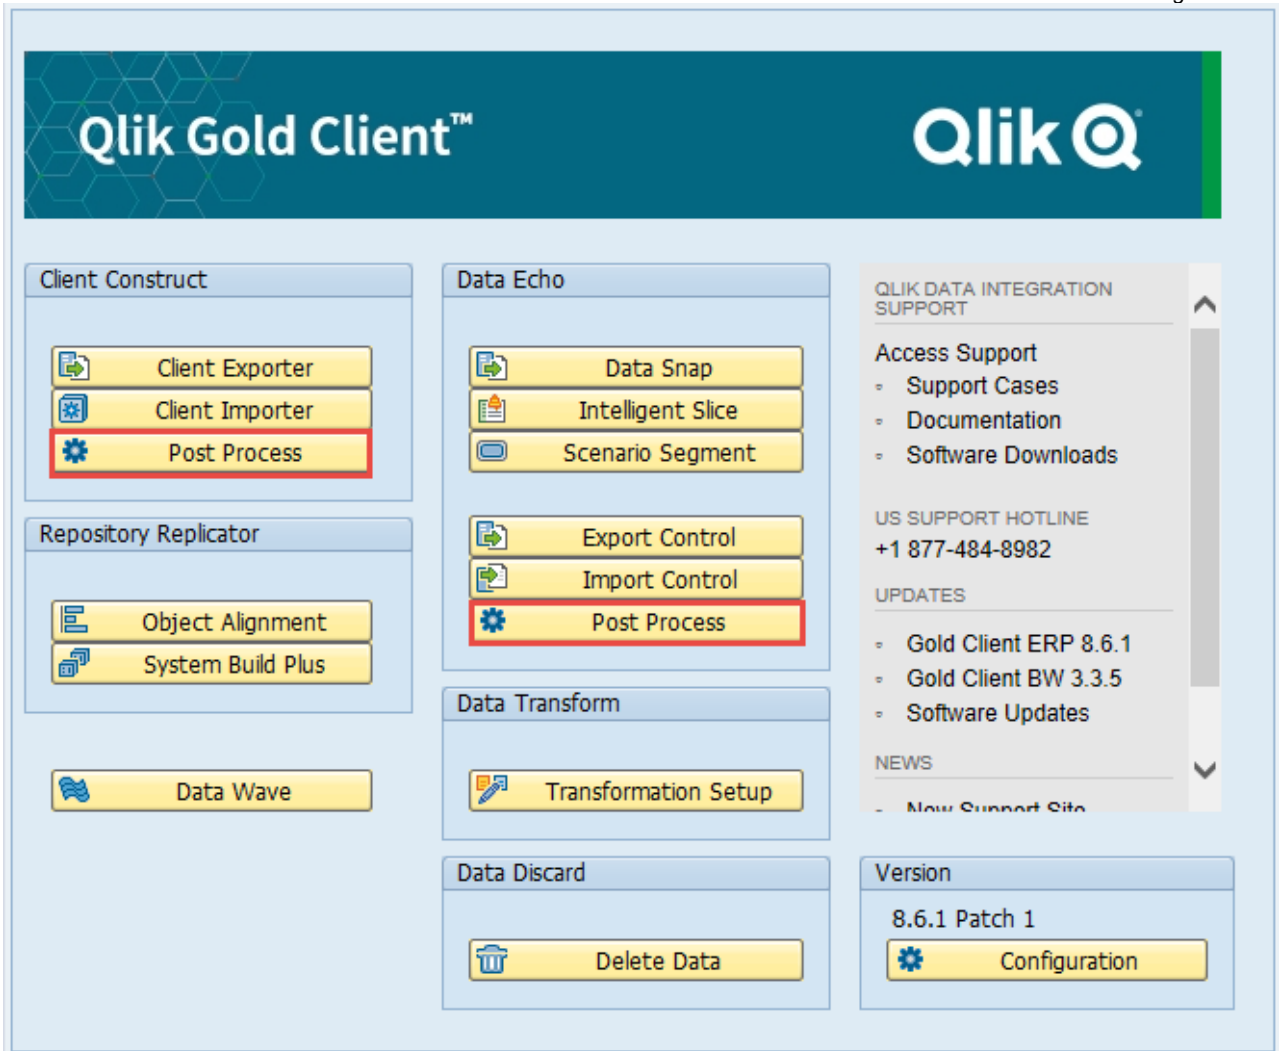 Qlik Gold Client™
Qlik
Client Construct
Client Exporter
Client Importer
Post Process
Repository Replicator
Object Alignment
System Build Plus
Data Wave
Data Echo
Data Snap
Intelligent Slice
Scenario Segment
Export Control
Import Control
Post Process
Data Transform
Transformation Setup
Data Discard
Delete Data
QLIK DATA INTEGRATION
SUPPORT
Access Support
Support Cases
Documentation
Software Downloads
US SUPPORT HOTLINE
+1 877-484-8982
UPDATES
Gold Client ERP 8.6.1
Gold Client BW 3.3.5
Software Updates
NEWS
New Support Site
Version
8.6.1 Patch 1
Configuration